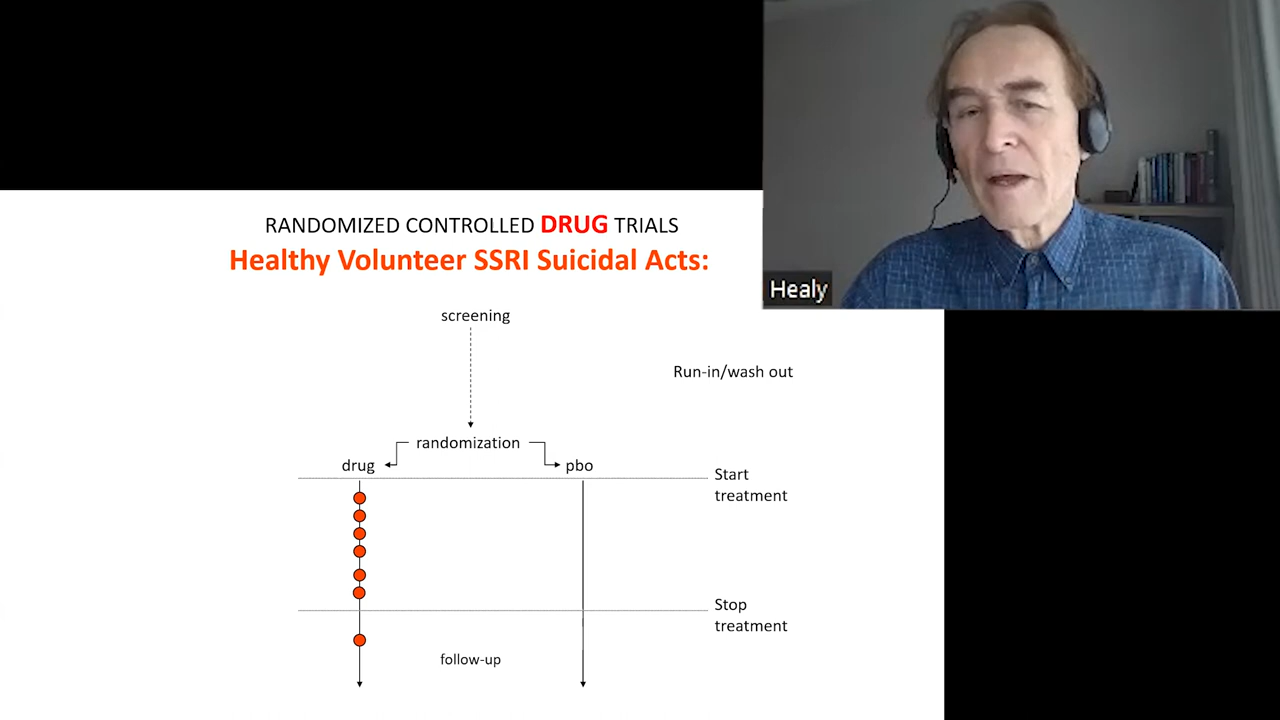 Healy
RANDOMIZED CONTROLLED DRUG TRIALS
Healthy Volunteer SSRI Suicidal Acts:
screening
Run-in/wash out
randomization
drug
pbo
Start
treatment
Stop
treatment
follow-up